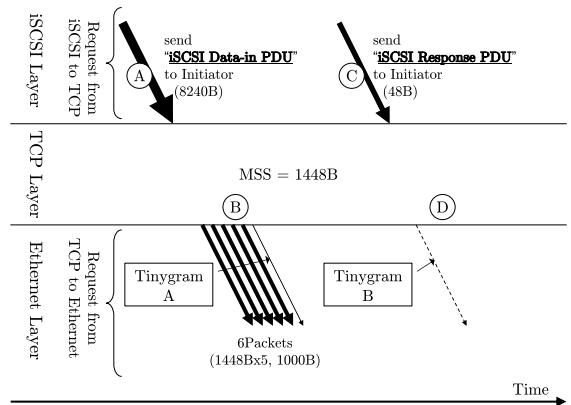 iSCSI Layer
Request from
iSCSI to TCP
A
send
“iSCSI Data-in PDU”
to Initiator
(8240B)
C
send
“iSCSI Response PDU”
to Initiator
(48B)
TCP Layer
MSS = 1448B
B
D
Ethernet Layer
Request from
TCP to Ethernet
Tinygram
A
6Packets
(1448Bx5, 1000B)
Tinygram
B
Time